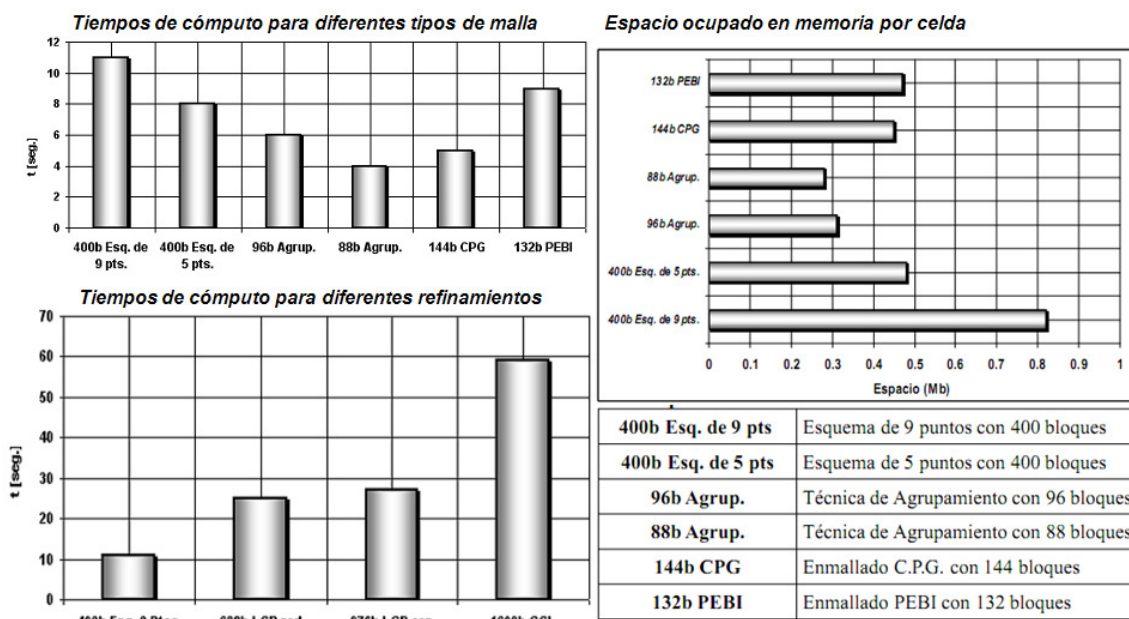 Tiempos de cómputo para diferentes tipos de malla
12
10
8
6
4
2
0
t [seg.]
400b Esq. de 9 pts.
400b Esq. de 5 pts.
96b Agrup.
88b Agrup.
144b CPG
132b PEBI
Tiempos de cómputo para diferentes refinamientos
70
60
50
40
30
20
10
0
t [seg.]
Espacio ocupado en memoria por celda
132b PEBI
144b CPG
88b Agrup.
96b Agrup.
400b Esq. de 5 pts.
400b Esq. de 9 pts.
0 0.1 0.2 0.3 0.4 0.5 0.6 0.7 0.8 0.9 1
Espacio (Mb)
400b Esq. de 9 pts Esquema de 9 puntos con 400 bloques
400b Esq. de 5 pts Esquema de 5 puntos con 400 bloques
96b Agrup. Técnica de Agrupamiento con 96 bloques
88b Agrup. Técnica de Agrupamiento con 88 bloques
144b CPG Enmallado C.P.G. con 144 bloques
132b PEBI Enmallado PEBI con 132 bloques